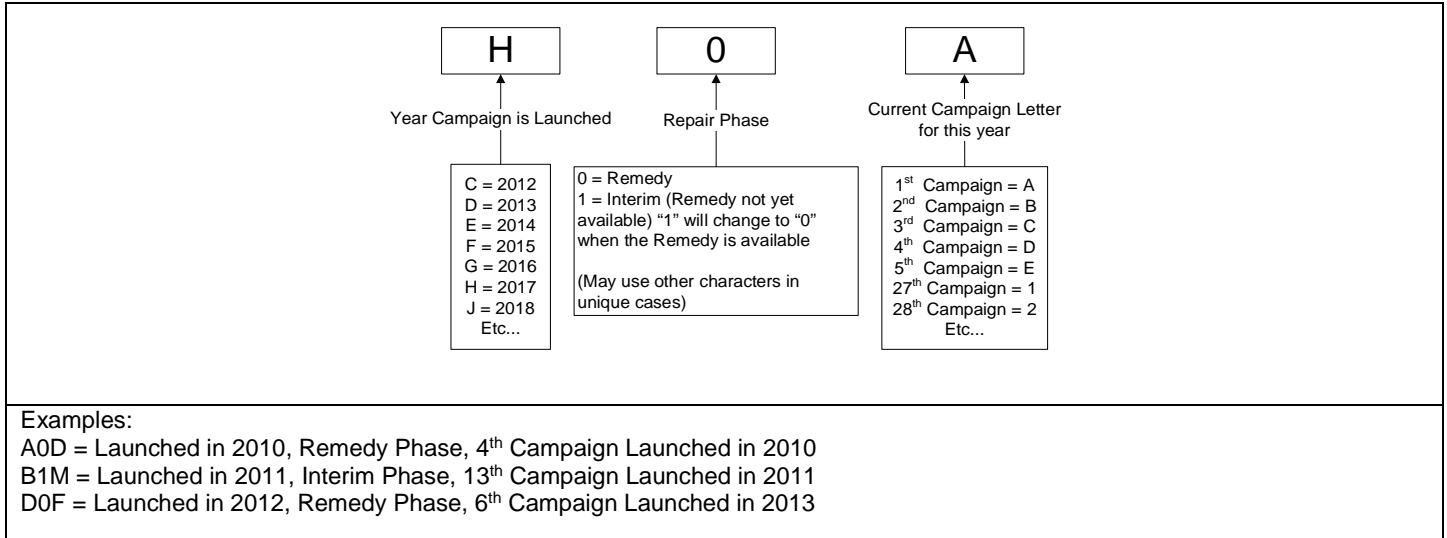 H
0
A
Year Campaign is Launched
Repair Phase
Current Campaign Letter
for this year
C = 2012
D = 2013
E = 2014
F = 2015
G = 2016
H = 2017
J = 2018
Etc...
0 = Remedy
1 = Interim (Remedy not yet
available) “1” will change to “0”
when the Remedy is available
(May use other characters in
unique cases)
1st Campaign = A
2nd Campaign = B
3rd Campaign = C
4th Campaign = D
5th Campaign = E
27th Campaign = 1
28th Campaign = 2
Etc...
Examples:
A0D = Launched in 2010, Remedy Phase, 4th Campaign Launched in 2010
B1M = Launched in 2011, Interim Phase, 13th Campaign Launched in 2011
D0F = Launched in 2012, Remedy Phase, 6th Campaign Launched in 2013